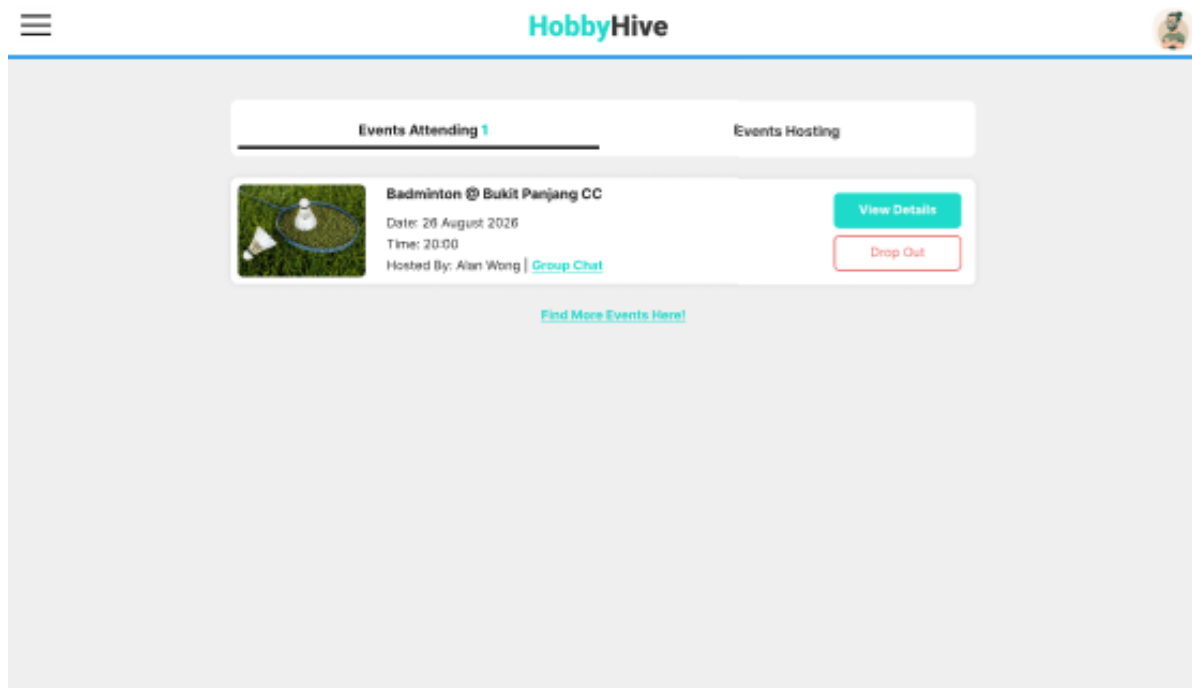 HobbyHive
Events Attending 1
Events Hosting
Badminton @ Bukit Panjang CC
Date: 26 August 2026
Time: 20:00
Hosted By: Alan Wong | Group Chat
View Details
Drop Out
Find More Events Here!